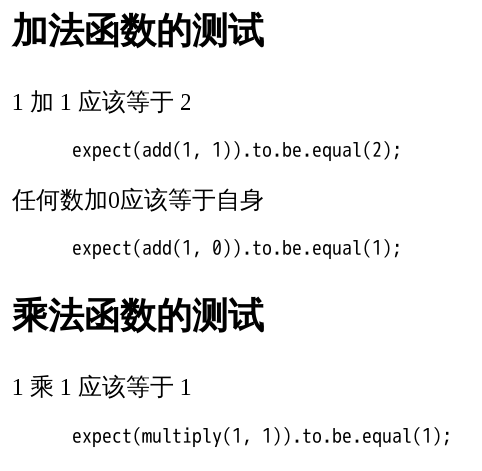 加法函数的测试
1 加 1 应该等于 2
expect(add(1, 1)).to.be.equal(2);
任何数加0应该等于自身
expect(add(1, 0)).to.be.equal(1);
乘法函数的测试
1 乘 1 应该等于 1
expect(multiply(1, 1)).to.be.equal(1);